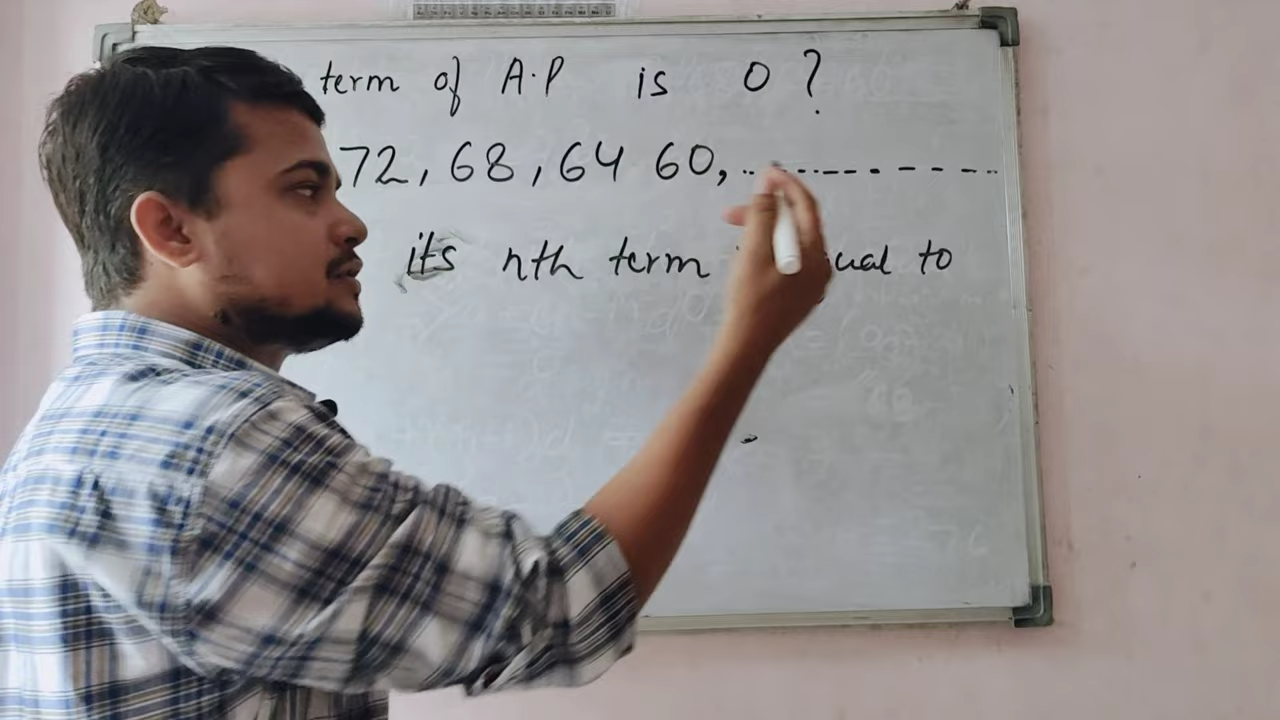 term of A.P is 0 ?
72, 68, 64 60, .. -----------
its nth term ual to